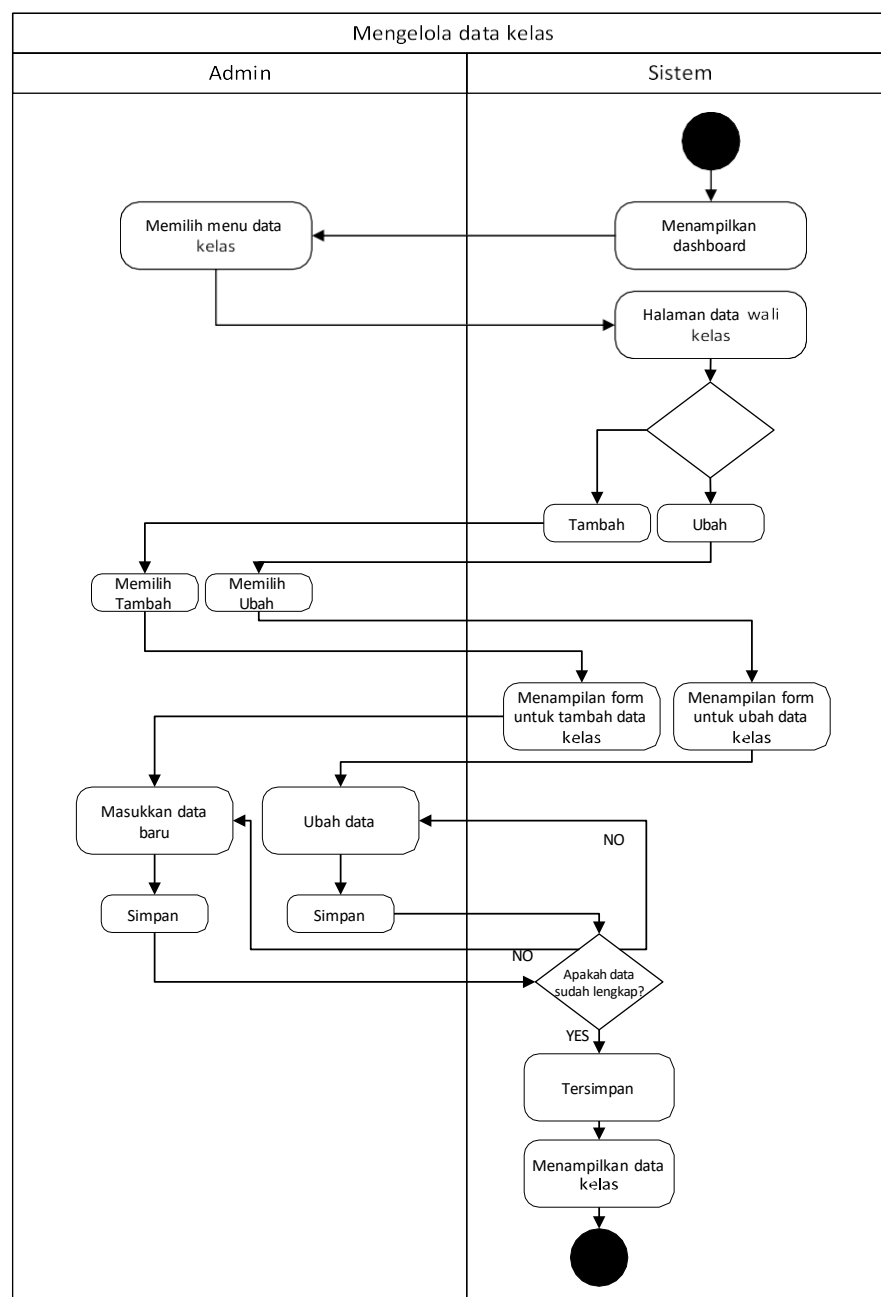 Mengelola data kelas
Admin
Sistem
Memilih menu data
kelas
Menampilkan
dashboard
Halaman data wali
kelas
Tambah
Ubah
Memilih
Tambah
Memilih
Ubah
Menampilan form
untuk tambah data
kelas
Menampilan form
untuk ubah data
kelas
Masukkan data
baru
Ubah data
NO
Simpan
Simpan
NO
Apakah data
sudah lengkap?
YES
Tersimpan
Menampilkan data
kelas